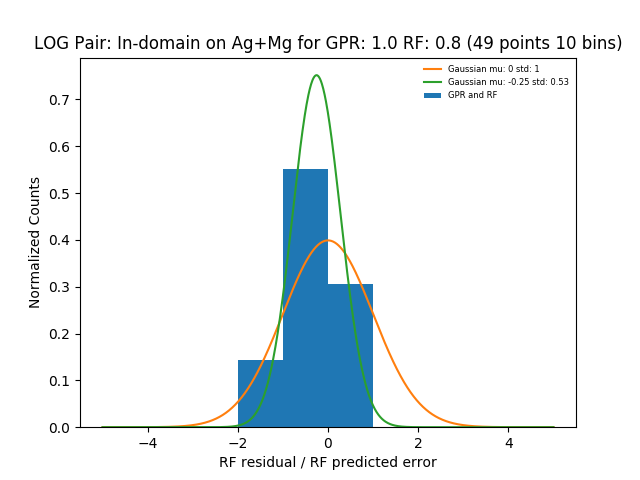 LOG Pair: In-domain on Ag+Mg for GPR: 1.0 RF: 0.8 (49 points 10 bins)
Gaussian mu: 0 std: 1
Gaussian mu: -0.25 std: 0.53
GPR and RF
Normalized Counts
0.7
0.6
0.5
0.4
0.3
0.2
0.1
0.0
−4
−2
0
2
4
RF residual / RF predicted error